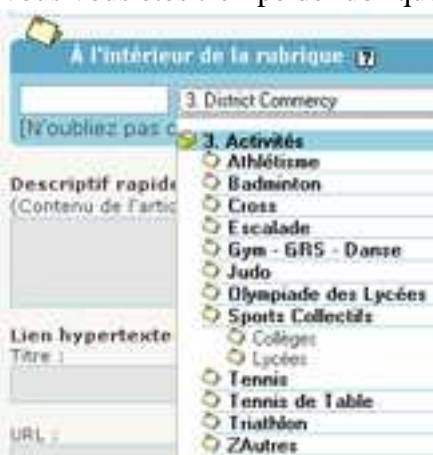 À l'intérieur de la rubrique ?
3. District Commercy
[N'oubliez pas
3. Activités
Athlétisme
Badminton
Descriptif rapide
Cross
(Contenu de l'artic
Escalade
Gym - GRS - Danse
Judo
Olympiade des Lycées
Sports Collectifs
Lien hypertexte
Collèges
Titre :
Lycées
Tennis
Tennis de Table
Triathlon
URL :
ZAutres